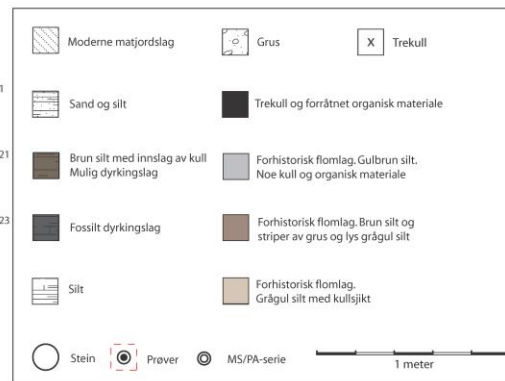 Moderne matjordslag
Grus
X
Trekull
1
Sand og silt
Trekull og forråtnet organisk materiale
21
Brun silt med innslag av kull
Mulig dyrkingslag
Forhistorisk flomlag. Gulbrun silt.
Noe kull og organisk materiale
23
Fossilt dyrkingslag
Forhistorisk flomlag. Brun silt og
striper av grus og lys grågul silt
Silt
Forhistorisk flomlag.
Grågul silt med kullsjikt
Stein
Prøver
MS/PA-serie
1 meter